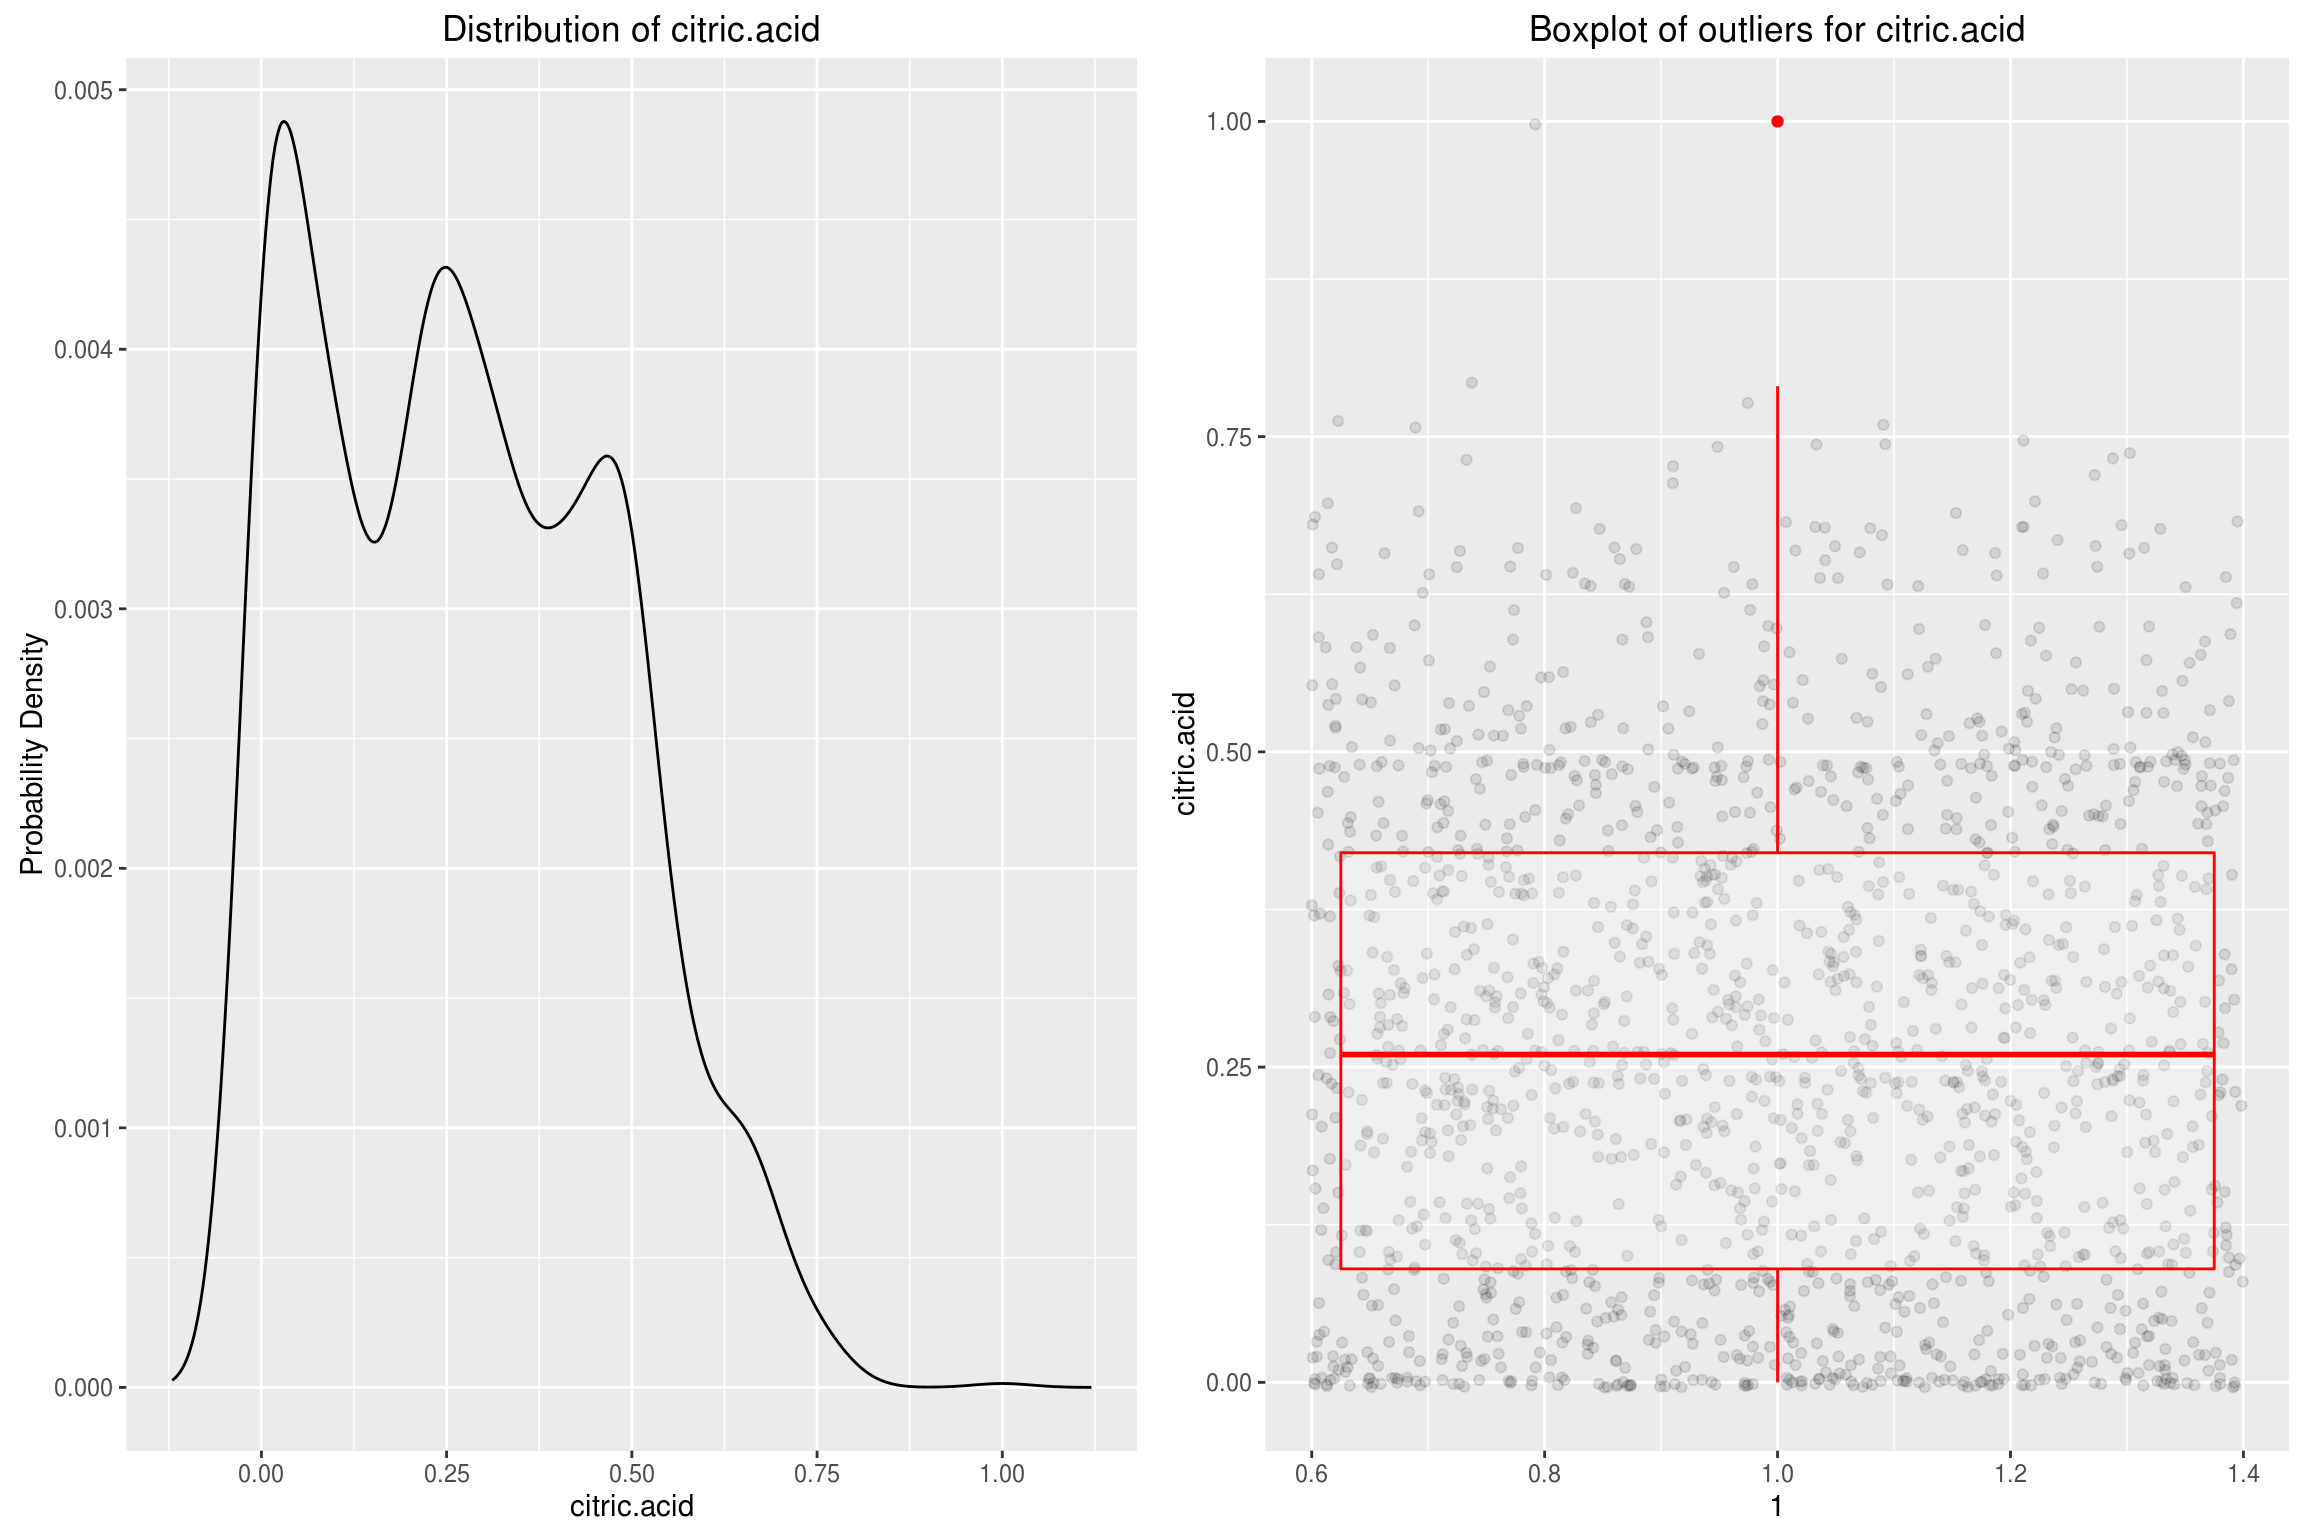 Distribution of citric.acid
0.005
0.004
0.003
0.002
0.001
0.000
Probability Density
0.00 0.25 0.50 0.75 1.00
citric.acid
Boxplot of outliers for citric.acid
1.00
0.75
0.50
0.25
0.00
citric.acid
0.6 0.8 1.0 1.2 1.4
1